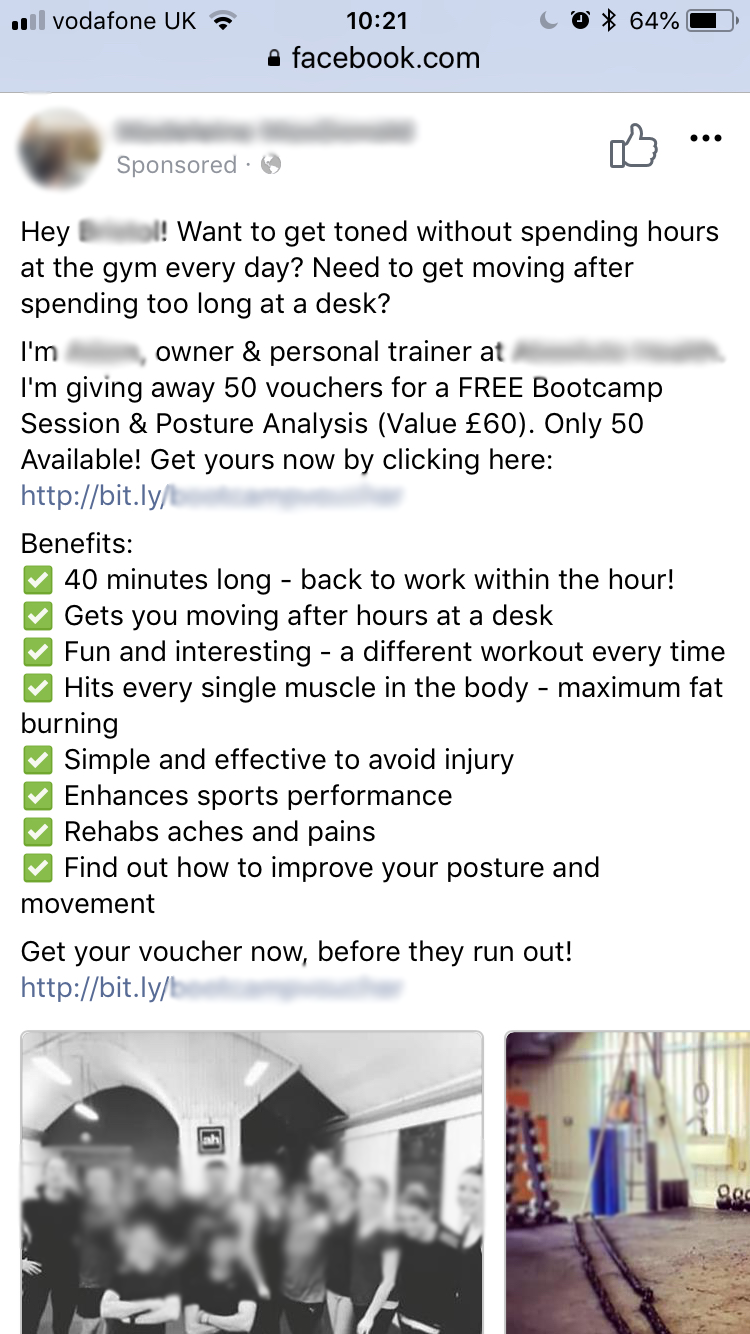 vodafone UK
10:21
64%
facebook.com
Sponsored ·
Hey ! Want to get toned without spending hours
at the gym every day? Need to get moving after
spending too long at a desk?
I'm , owner & personal trainer at
I'm giving away 50 vouchers for a FREE Bootcamp
Session & Posture Analysis (Value £60). Only 50
Available! Get yours now by clicking here:
http://bit.ly/
Benefits:
✅ 40 minutes long - back to work within the hour!
✅ Gets you moving after hours at a desk
✅ Fun and interesting - a different workout every time
✅ Hits every single muscle in the body - maximum fat
burning
✅ Simple and effective to avoid injury
✅ Enhances sports performance
✅ Rehabs aches and pains
✅ Find out how to improve your posture and
movement
Get your voucher now, before they run out!
http://bit.ly/
ah